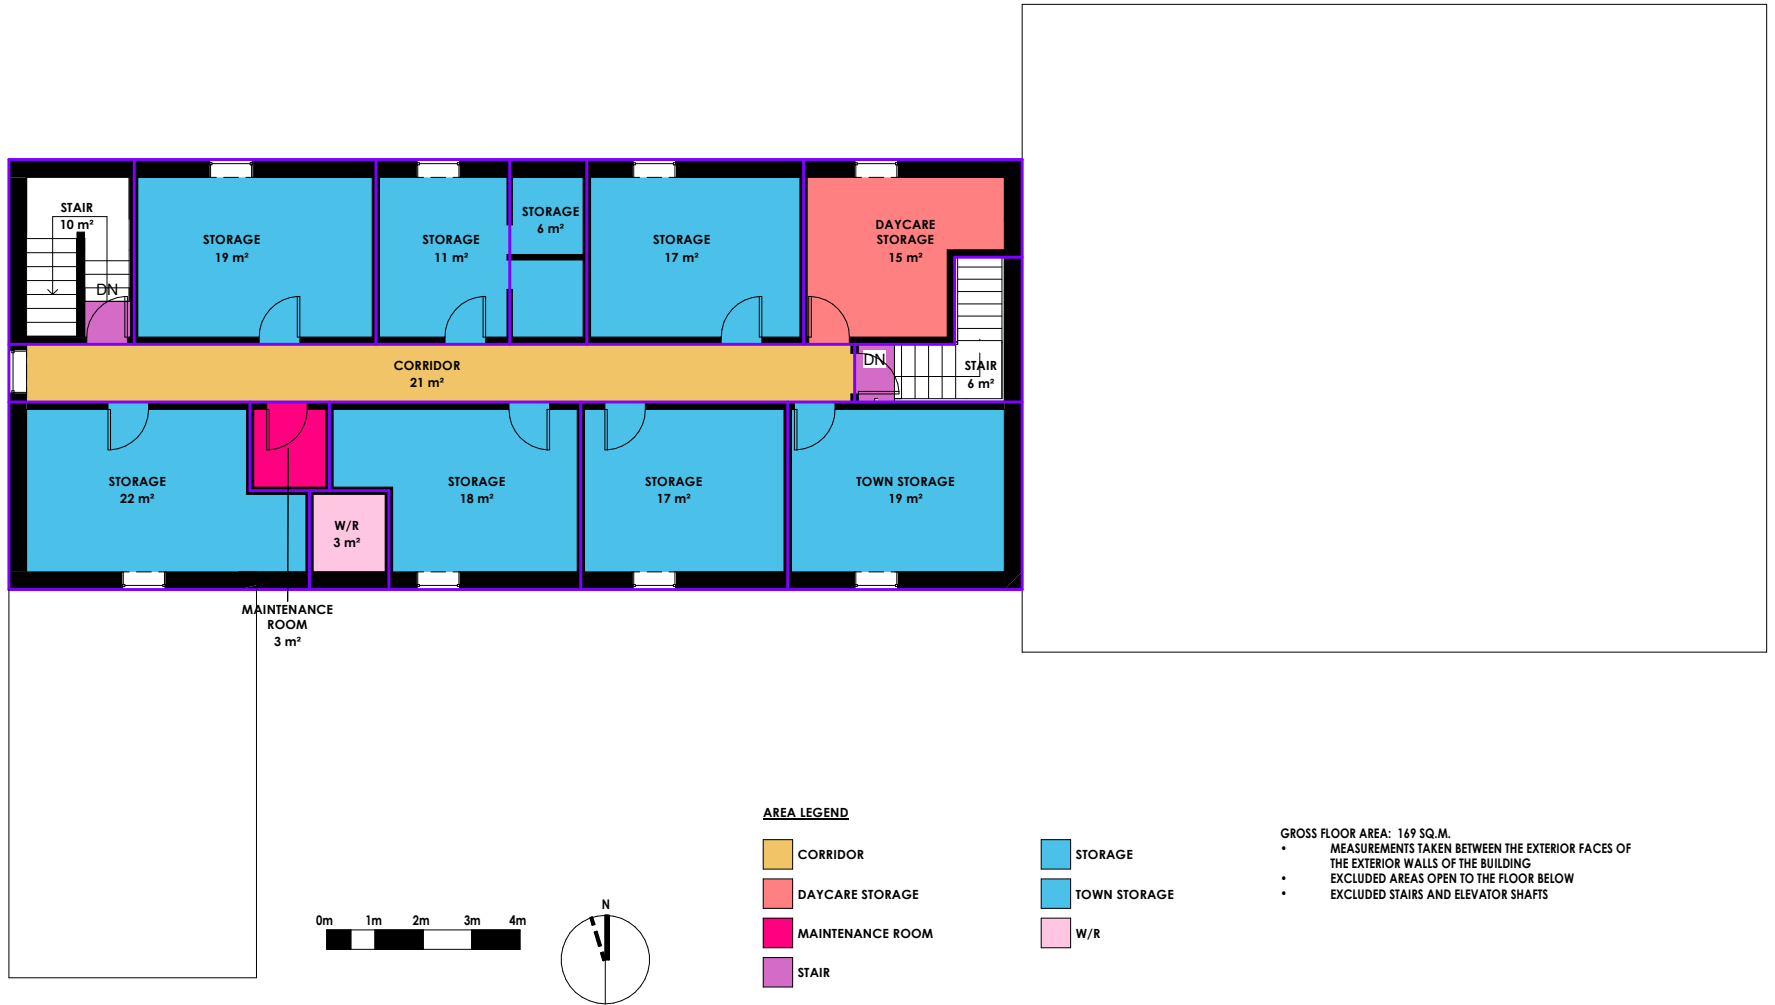 STAIR
10 m²
DN
STORAGE
19 m²
STORAGE
11 m²
STORAGE
6 m²
STORAGE
17 m²
DAYCARE
STORAGE
15 m²
CORRIDOR
21 m²
DN
STAIR
6 m²
STORAGE
22 m²
MAINTENANCE
ROOM
3 m²
W/R
3 m²
STORAGE
18 m²
STORAGE
17 m²
TOWN STORAGE
19 m²
0m 1m 2m 3m 4m
N
AREA LEGEND
CORRIDOR
DAYCARE STORAGE
MAINTENANCE ROOM
STAIR
STORAGE
TOWN STORAGE
W/R
GROSS FLOOR AREA: 169 SQ.M.
• MEASUREMENTS TAKEN BETWEEN THE EXTERIOR FACES OF
THE EXTERIOR WALLS OF THE BUILDING
• EXCLUDED AREAS OPEN TO THE FLOOR BELOW
• EXCLUDED STAIRS AND ELEVATOR SHAFTS